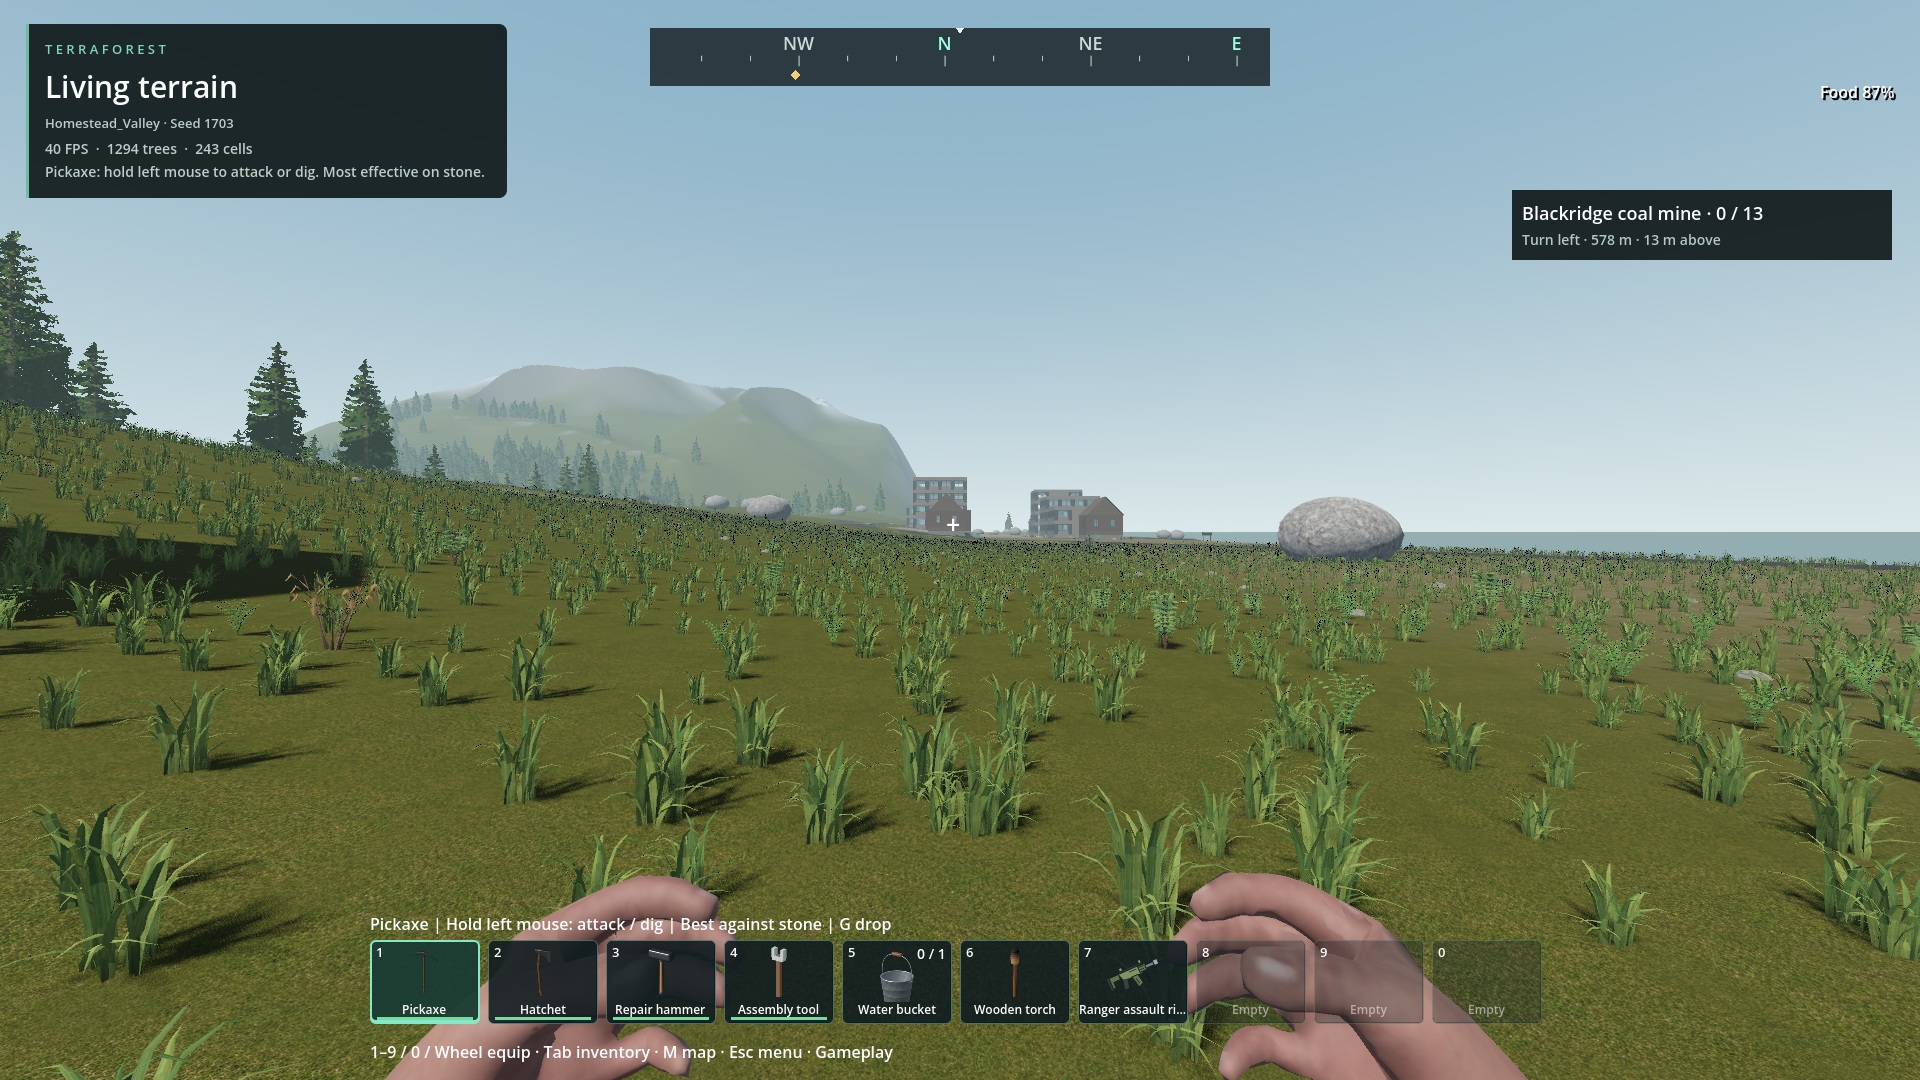 TERRAFOREST
Living terrain
Homestead_Valley · Seed 1703
40 FPS · 1294 trees · 243 cells
Pickaxe: hold left mouse to attack or dig. Most effective on stone.
NW N NE E
Food 87%
Blackridge coal mine · 0 / 13
Turn left · 578 m · 13 m above
Pickaxe | Hold left mouse: attack / dig | Best against stone | G drop
1 2 3 4 5 0 / 1 6 7 8 9 0
Pickaxe Hatchet Repair hammer Assembly tool Water bucket Wooden torch Ranger assault ri... Empty Empty Empty
1–9 / 0 / Wheel equip · Tab inventory · M map · Esc menu · Gameplay